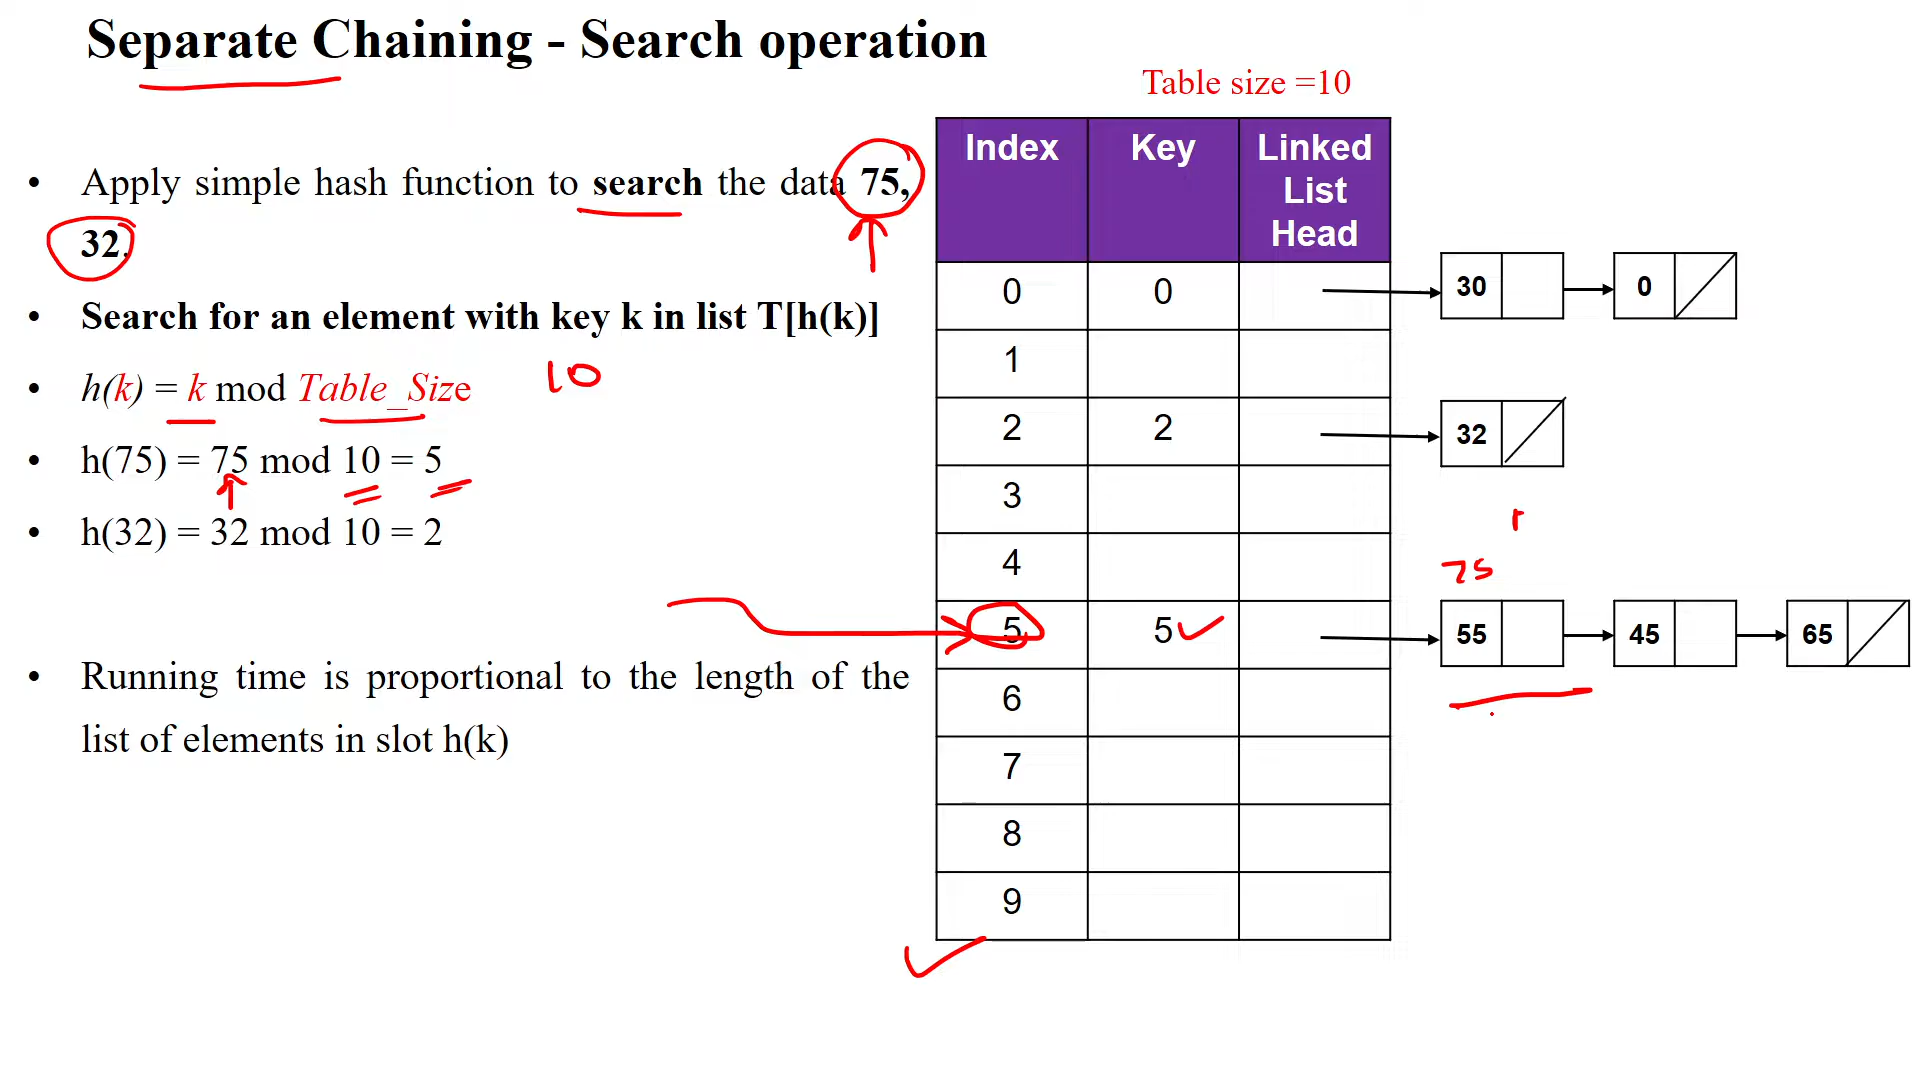 Separate Chaining - Search operation
Table size =10
• Apply simple hash function to search the data 75,
32.
• Search for an element with key k in list T[h(k)]
• h(k) = k mod Table_Size
10
• h(75) = 75 mod 10 = 5
• h(32) = 32 mod 10 = 2
• Running time is proportional to the length of the
list of elements in slot h(k)
Index Key Linked
List
Head
0 0 30 0
1
2 2 32
3
4
75
5 5 55 45 65
6
7
8
9